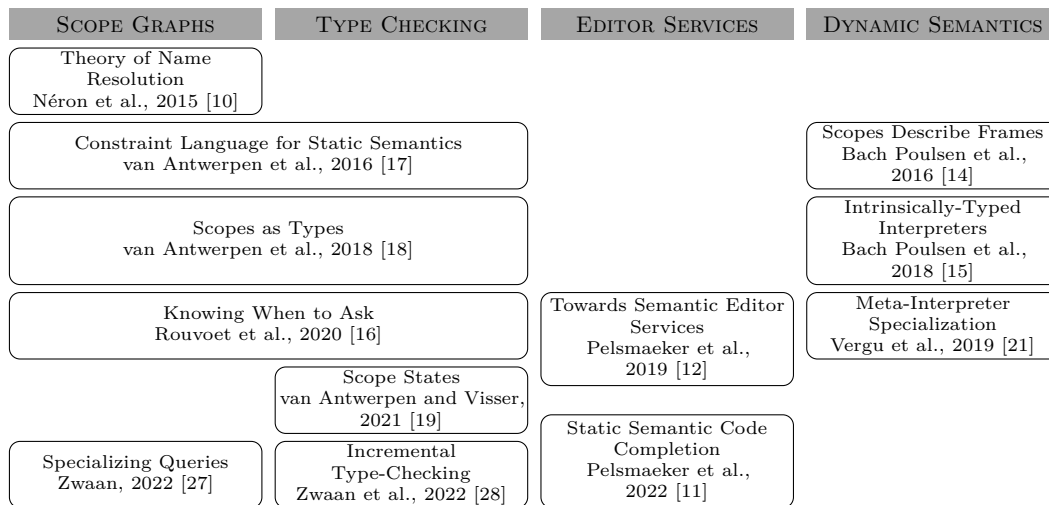 SCOPE GRAPHS
TYPE CHECKING
EDITOR SERVICES
DYNAMIC SEMANTICS
Theory of Name
Resolution
Néron et al., 2015 [10]
Constraint Language for Static Semantics
van Antwerpen et al., 2016 [17]
Scopes Describe Frames
Bach Poulsen et al.,
2016 [14]
Scopes as Types
van Antwerpen et al., 2018 [18]
Intrinsically-Typed
Interpreters
Bach Poulsen et al.,
2018 [15]
Knowing When to Ask
Rouvoet et al., 2020 [16]
Towards Semantic Editor
Services
Pelsmaeker et al.,
2019 [12]
Meta-Interpreter
Specialization
Vergu et al., 2019 [21]
Scope States
van Antwerpen and Visser,
2021 [19]
Static Semantic Code
Completion
Pelsmaeker et al.,
2022 [11]
Specializing Queries
Zwaan, 2022 [27]
Incremental
Type-Checking
Zwaan et al., 2022 [28]